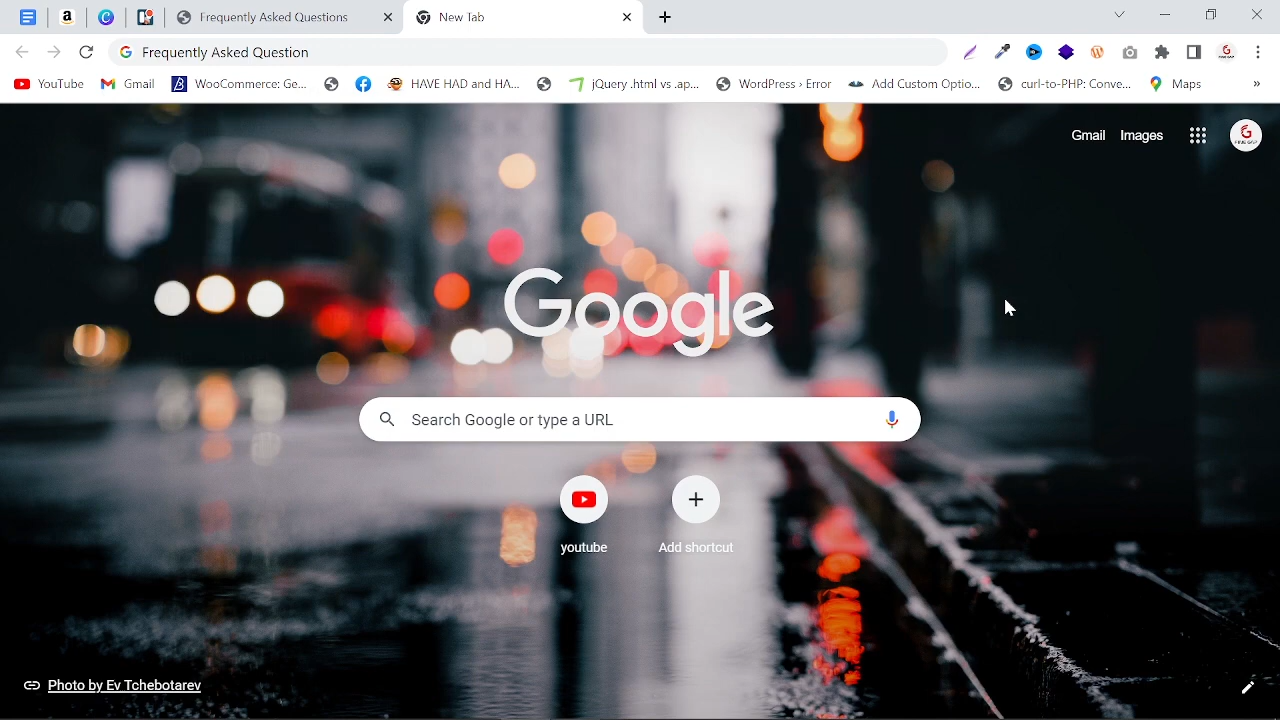 Frequently Asked Questions
New Tab
Frequently Asked Question
YouTube
Gmail
WooCommerce: Ge...
HAVE H&D and HA...
jQuery .html vs .ap...
WordPress › Error
Add Custom Optio...
curl-to-PHP: Conve...
Maps
»
Gmail
Images
Google
Search Google or type a URL
youtube
Add shortcut
Photo by Ev Tchebotarev